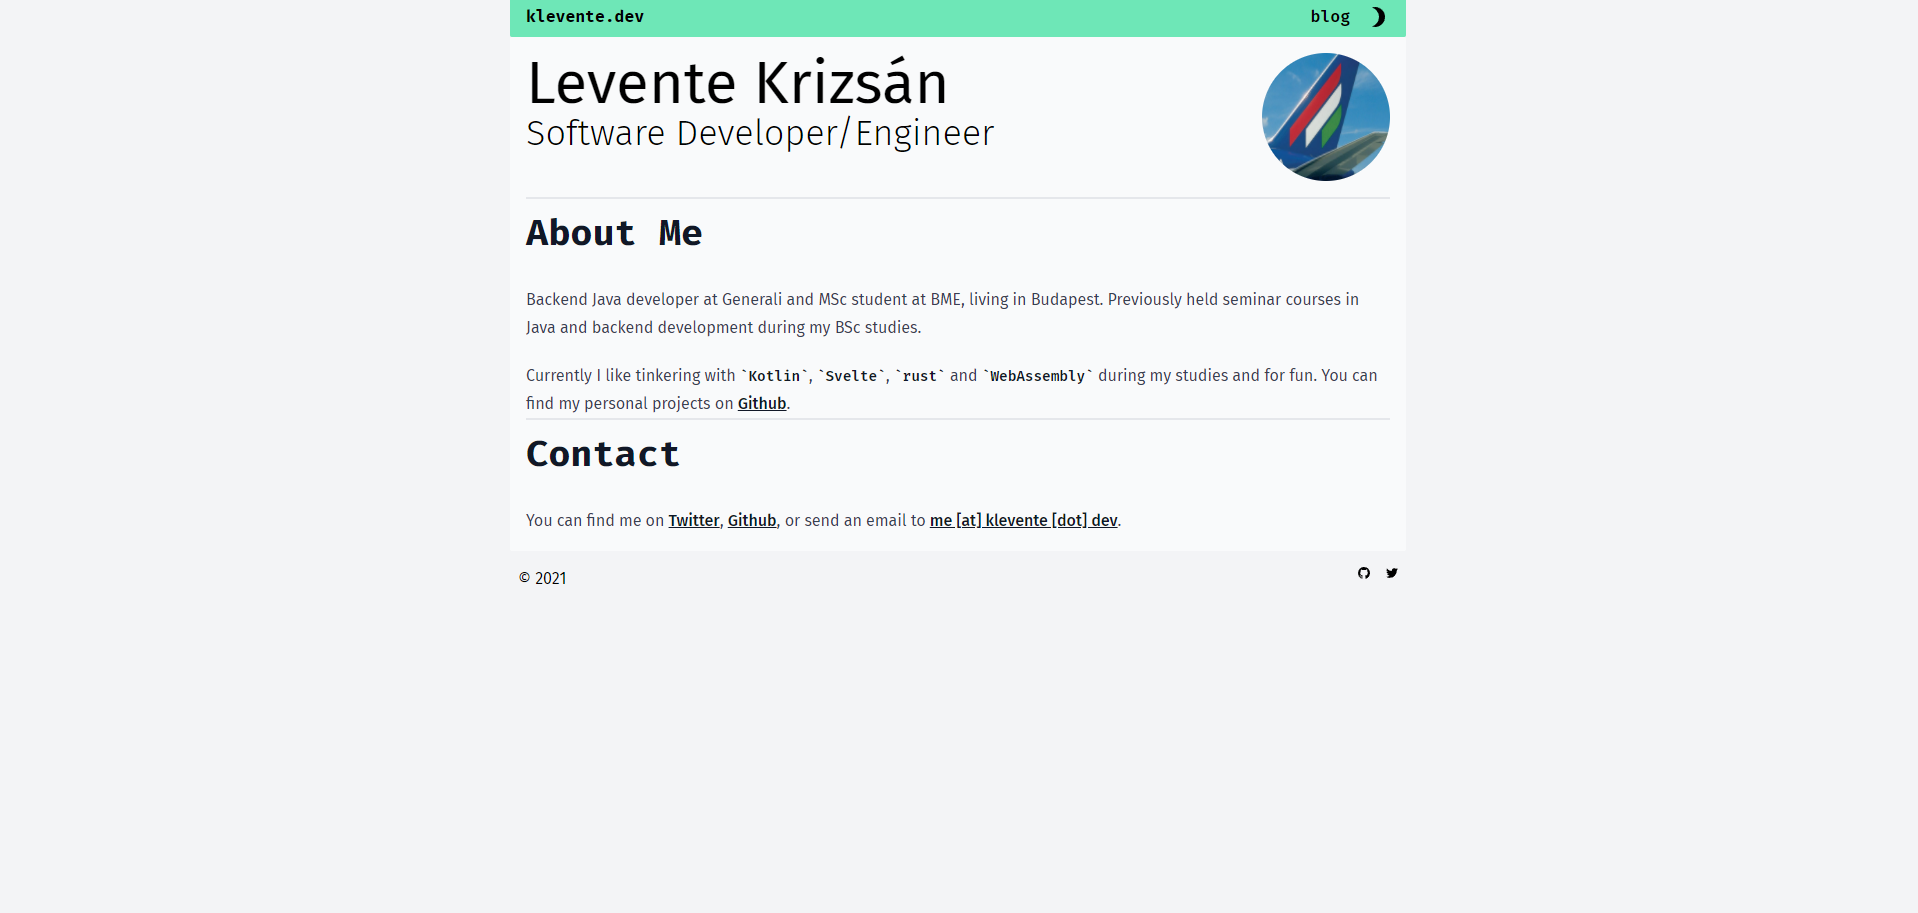 klevente.dev
blog
Levente Krizsán
Software Developer/Engineer
About Me
Backend Java developer at Generali and MSc student at BME, living in Budapest. Previously held seminar courses in
Java and backend development during my BSc studies.
Currently I like tinkering with `Kotlin`, `Svelte`, `rust` and `WebAssembly` during my studies and for fun. You can
find my personal projects on Github.
Contact
You can find me on Twitter, Github, or send an email to me [at] klevente [dot] dev.
© 2021